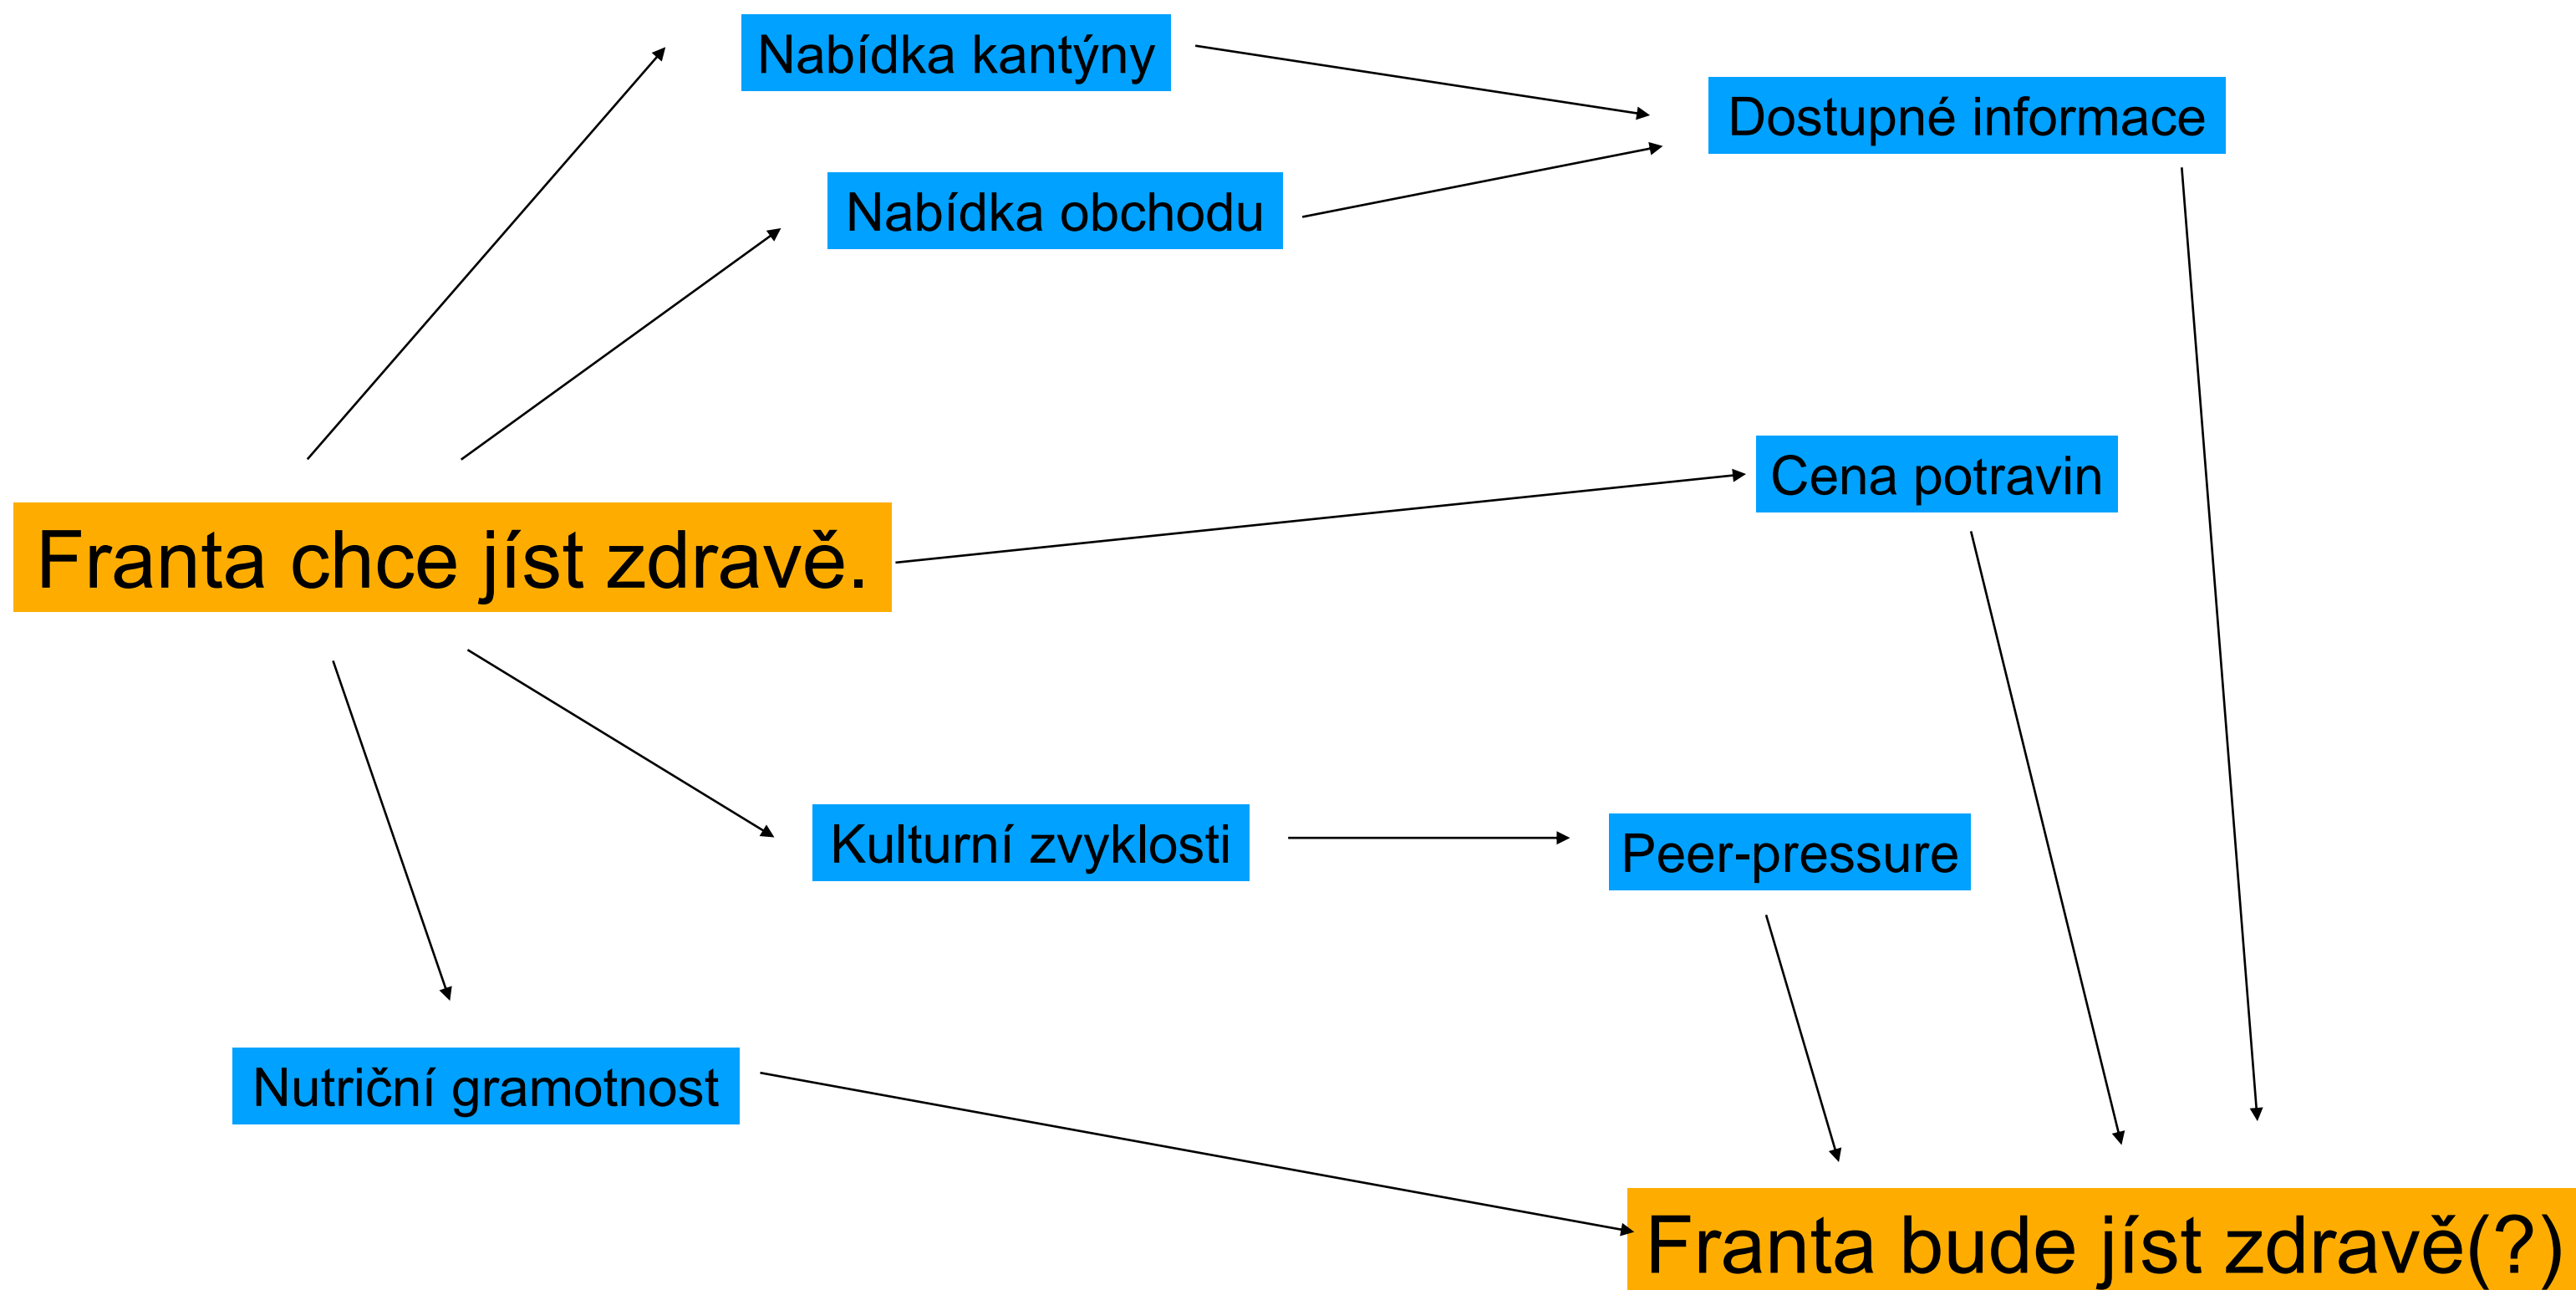 Nabídka kantýny
Dostupné informace
Nabídka obchodu
Cena potravin
Franta chce jíst zdravě.
Kulturní zvyklosti
Peer-pressure
Nutriční gramotnost
Franta bude jíst zdravě(?)